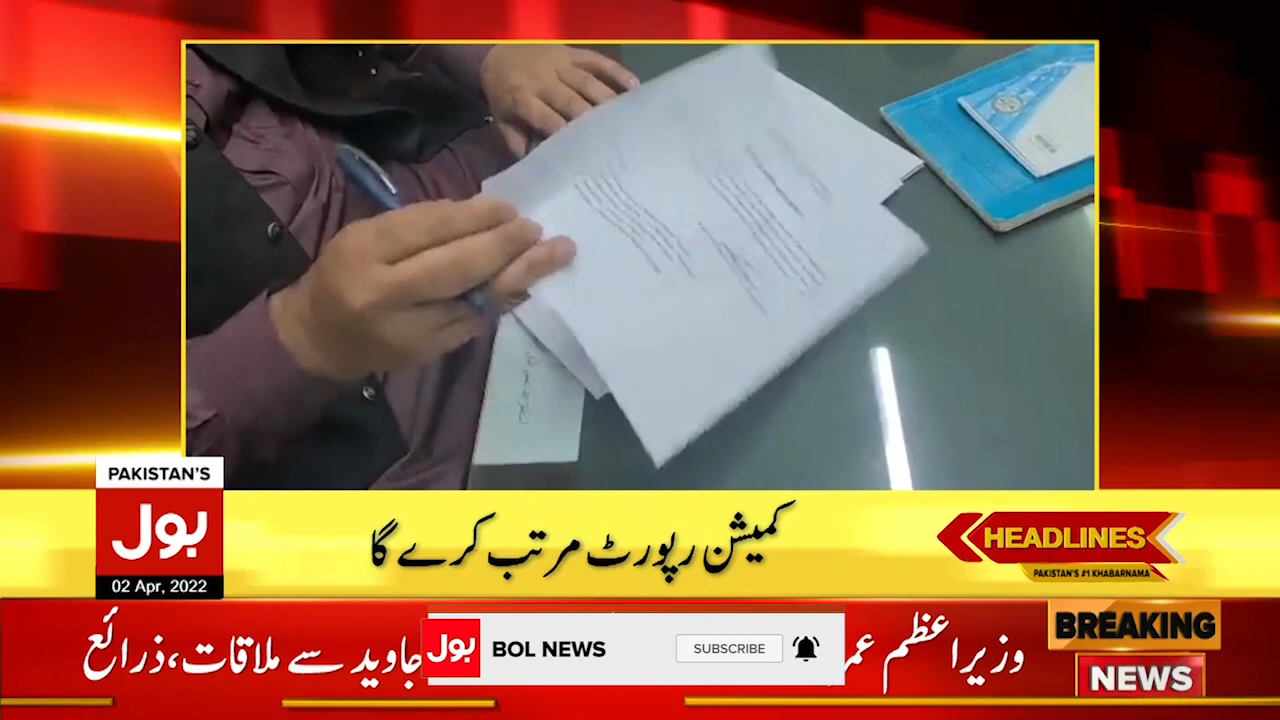 PAKISTAN'S
بول
02 Apr, 2022
کمیشن رپورٹ مرتب کرے گا
HEADLINES
PAKISTAN'S #1 KHABARNAMA
وزیراعظم
جاوید سے ملاقات، ذرائع
بول
BOL NEWS
SUBSCRIBE
BREAKING
NEWS